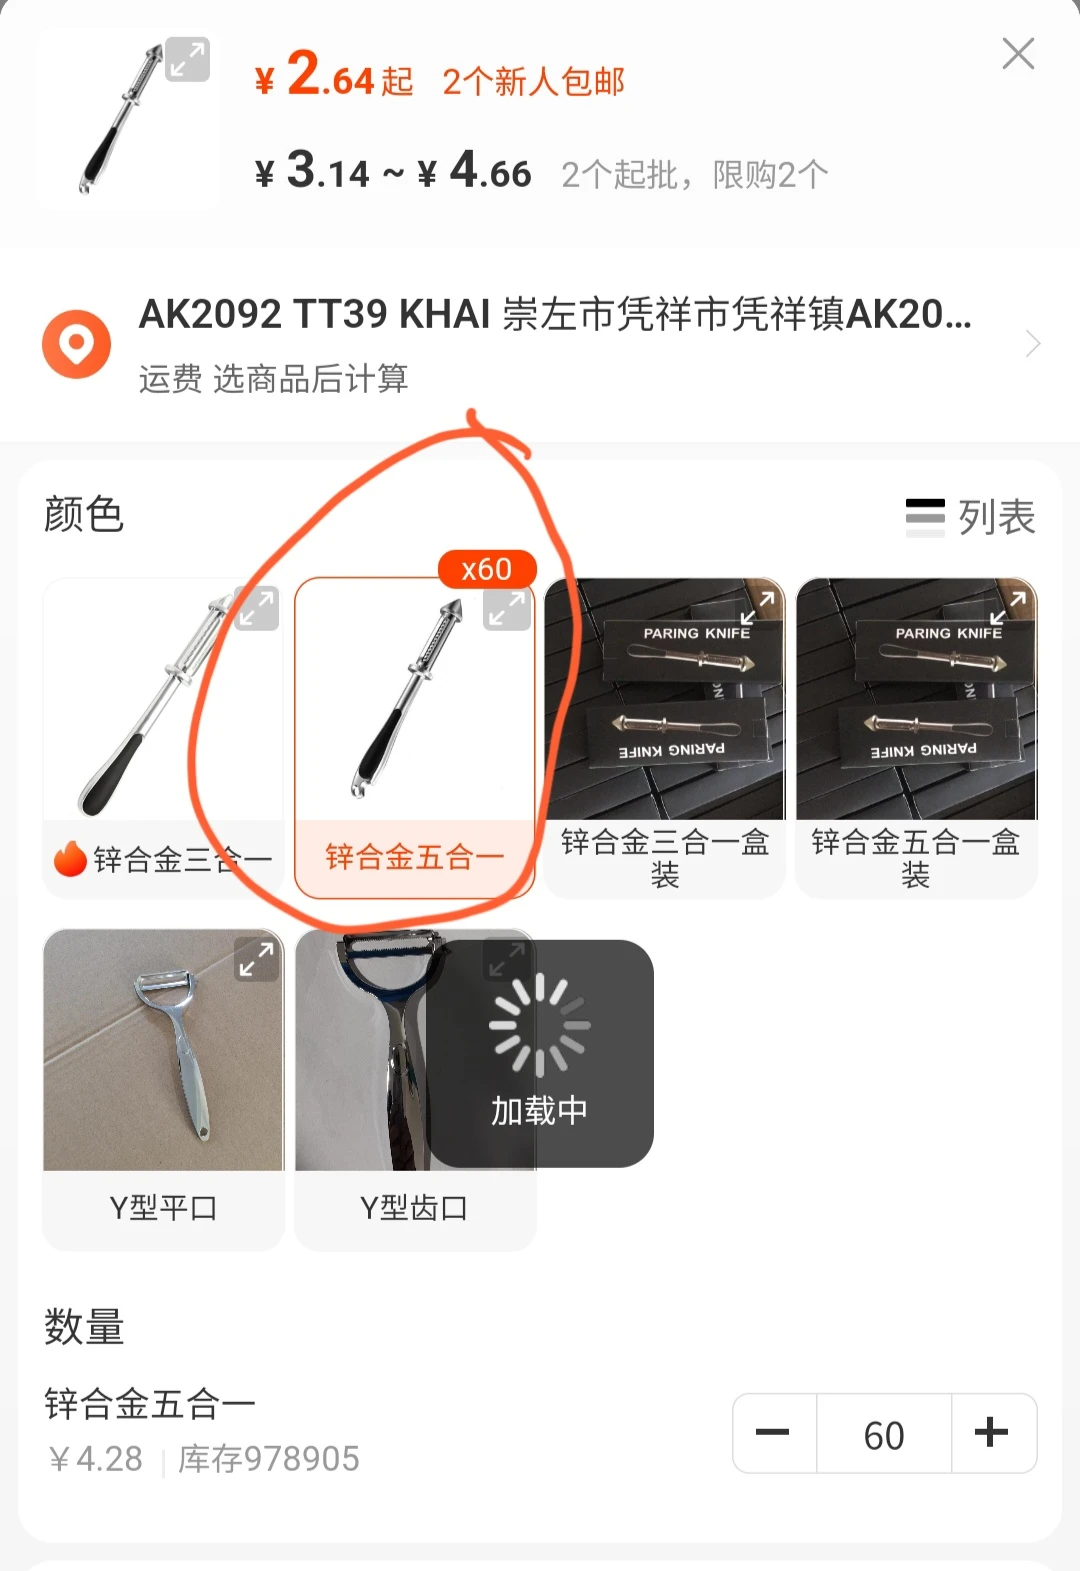 ¥ 2.64起 2个新人包邮
¥ 3.14 ~ ¥ 4.66 2个起批，限购2个
AK2092 TT39 KHAI 崇左市凭祥市凭祥镇AK20...
运费 选商品后计算
颜色
列表
x60
PARING KNIFE
PARING KNIFE
PARING KNIFE
PARING KNIFE
锌合金三合一
锌合金五合一
锌合金三合一盒
装
锌合金五合一盒
装
加载中
Y型平口
Y型齿口
数量
锌合金五合一
¥4.28 库存978905
60